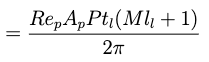 = \frac{Re_p A_p P t_l (M l_l + 1)}{2\pi}